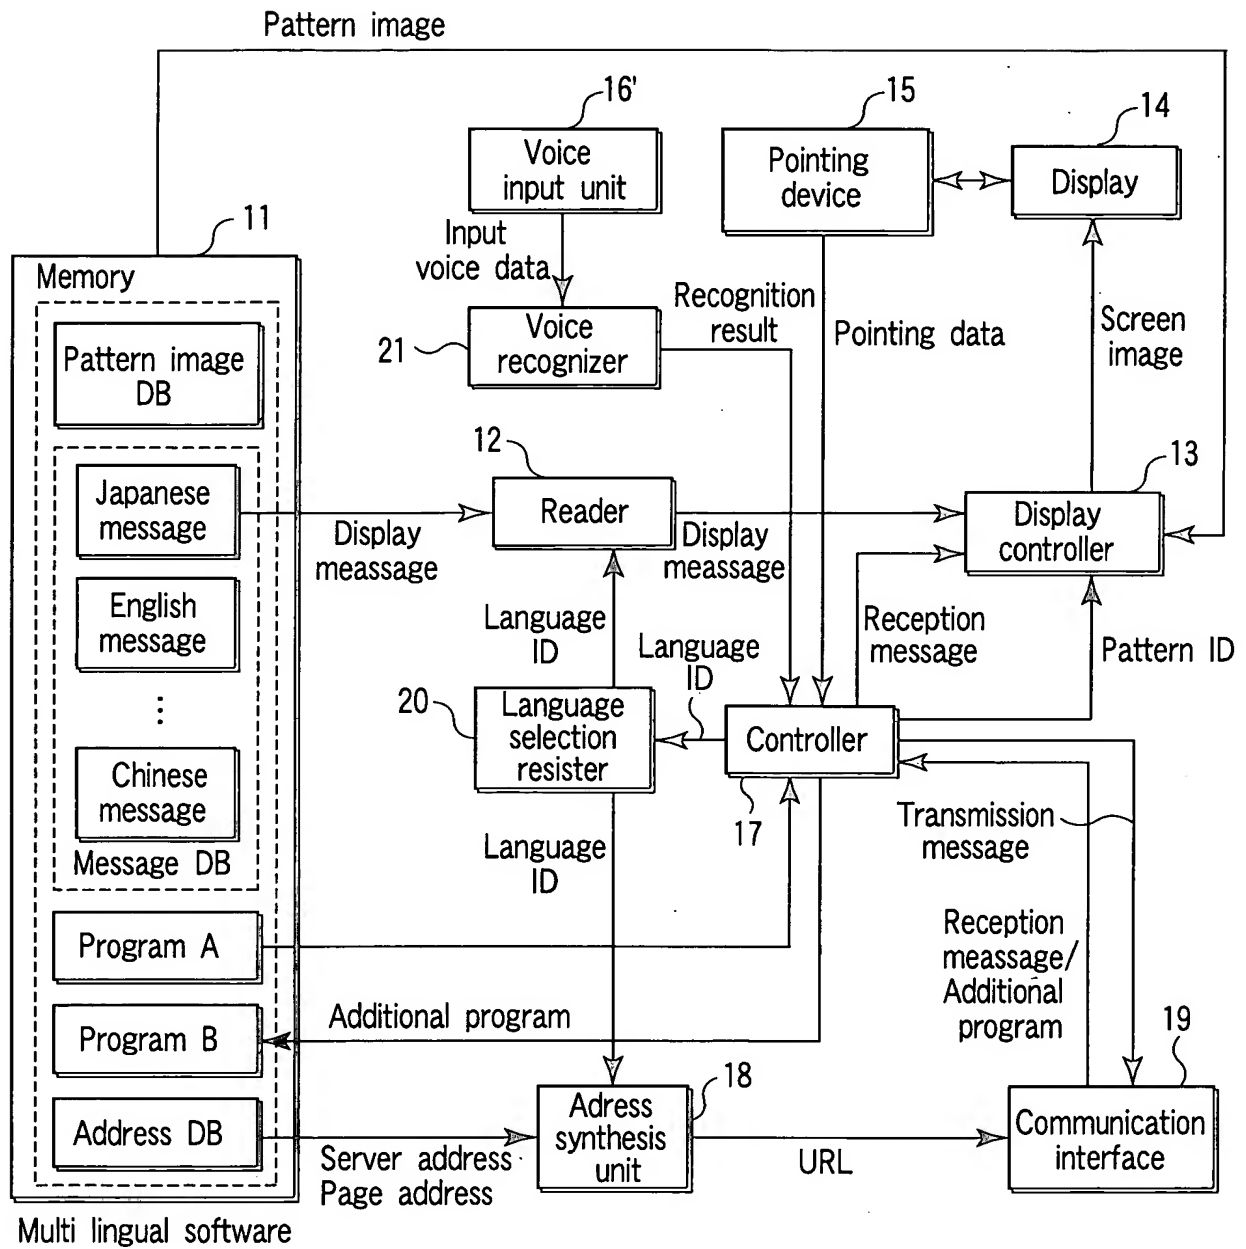 Pattern image
16'
15
14
Voice
input unit
Pointing
device
Display
11
Input
voice data
Memory
Recognition
result
Pointing data
Screen
image
Voice
recognizer
21
Pattern image
DB
12
13
Japanese
message
Reader
Display
controller
Display
meassage
Display
meassage
English
message
Language
ID
Language
ID
Reception
message
Pattern ID
⋮
20
Language
selection
resister
Controller
Chinese
message
17
Transmission
message
Message DB
Language
ID
Program A
Reception
meassage/
Additional
program
Additional program
Program B
19
18
Address DB
Adress
synthesis
unit
Communication
interface
Server address
Page address
URL
Multi lingual software